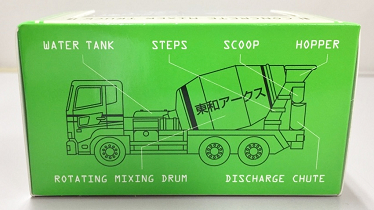 WATER TANK STEPS SCOOP HOPPER
東和アークス
ROTATING MIXING DRUM DISCHARGE CHUTE